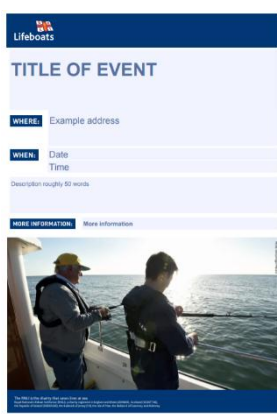 Lifeboats
TITLE OF EVENT
WHERE: Example address
WHEN: Date
Time
Description roughly 50 words
MORE INFORMATION: More information
The RNLI is the charity that saves lives at sea